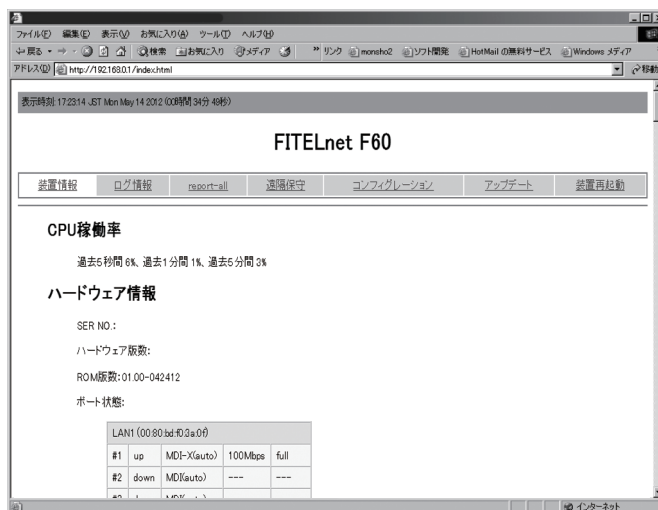 ファイル(F) 編集(E) 表示(V) お気に入り(A) ツール(T) ヘルプ(H)
戻る 検索 お気に入り メディア » リンク monsho2 ソフト開発 HotMail の無料サービス Windows メディア
アドレス(D) http://192.168.0.1/index.html 移動
表示時刻: 17:23:14 JST Mon May 14 2012 (00時間 34分 49秒)
FITELnet F60
装置情報 ログ情報 report-all 遠隔保守 コンフィグレーション アップデート 装置再起動
CPU稼働率
過去5秒間 6%、過去1分間 1%、過去5分間 3%
ハードウェア情報
SER NO.:
ハードウェア版数:
ROM版数:01.00-042412
ポート状態:
LAN1 (00:80:bd:f0:3a:0f)
#1 up MDI-X(auto) 100Mbps full
#2 down MDI(auto) --- ---
インターネット